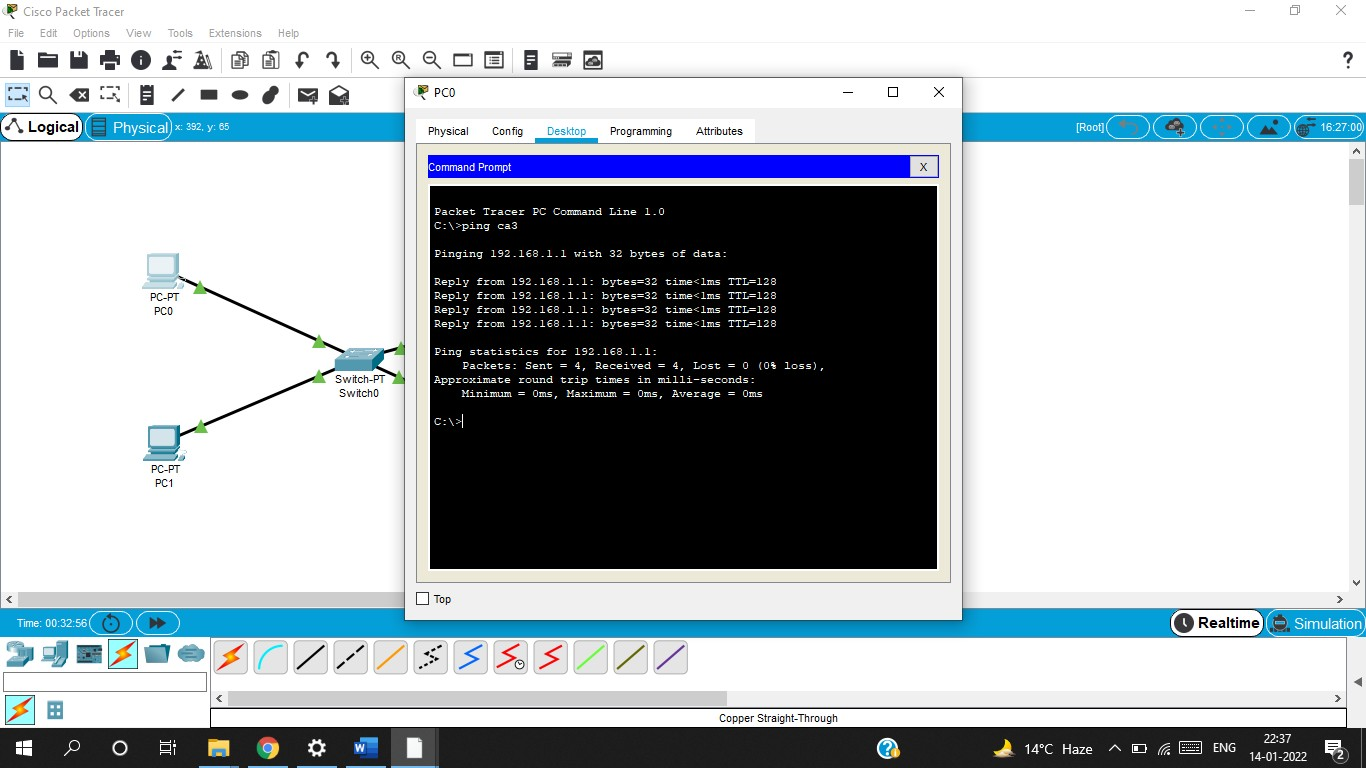 Cisco Packet Tracer
File Edit Options View Tools Extensions Help
Logical
Physical
x: 392, y: 65
[Root]
16:27:00
PC0
Physical Config Desktop Programming Attributes
Command Prompt
X
Packet Tracer PC Command Line 1.0
C:\>ping ca3
Pinging 192.168.1.1 with 32 bytes of data:
Reply from 192.168.1.1: bytes=32 time<1ms TTL=128
Reply from 192.168.1.1: bytes=32 time<1ms TTL=128
Reply from 192.168.1.1: bytes=32 time<1ms TTL=128
Reply from 192.168.1.1: bytes=32 time<1ms TTL=128
Ping statistics for 192.168.1.1:
Packets: Sent = 4, Received = 4, Lost = 0 (0% loss),
Approximate round trip times in milli-seconds:
Minimum = 0ms, Maximum = 0ms, Average = 0ms
C:\>
Top
PC-PT
PC0
Switch-PT
Switch0
PC-PT
PC1
Time: 00:32:56
Realtime
Simulation
Copper Straight-Through
14°C Haze
ENG
22:37
14-01-2022
2